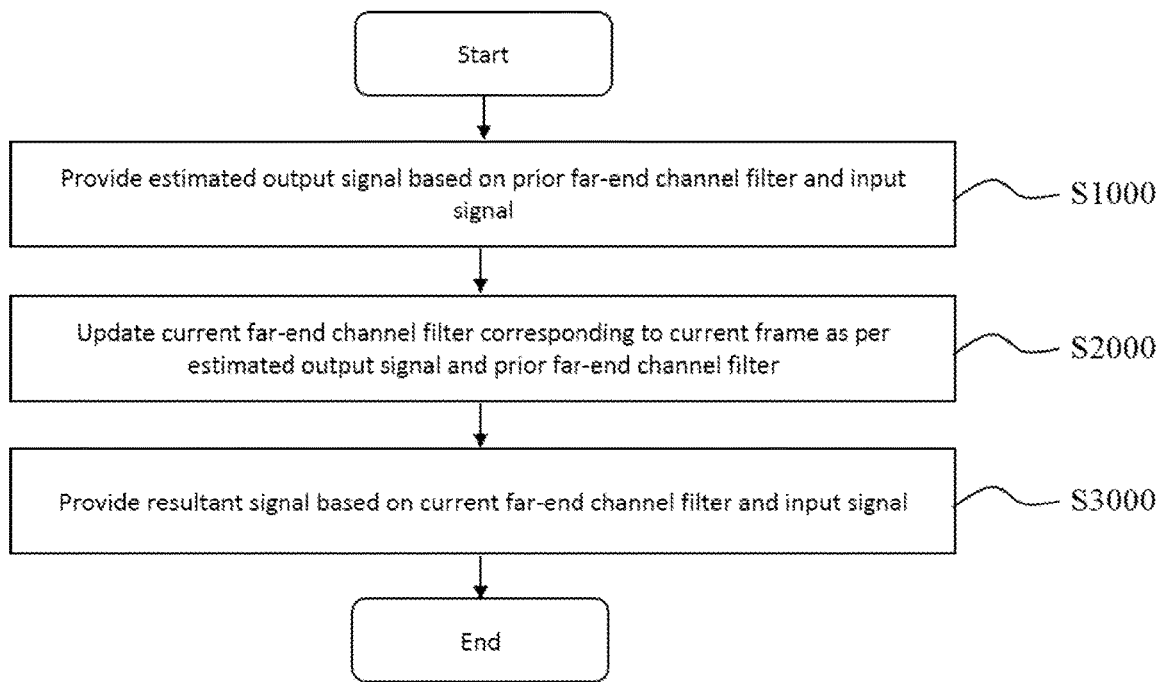 Start
Provide estimated output signal based on prior far-end channel filter and input
signal
S1000
Update current far-end channel filter corresponding to current frame as per
estimated output signal and prior far-end channel filter
S2000
Provide resultant signal based on current far-end channel filter and input signal
S3000
End